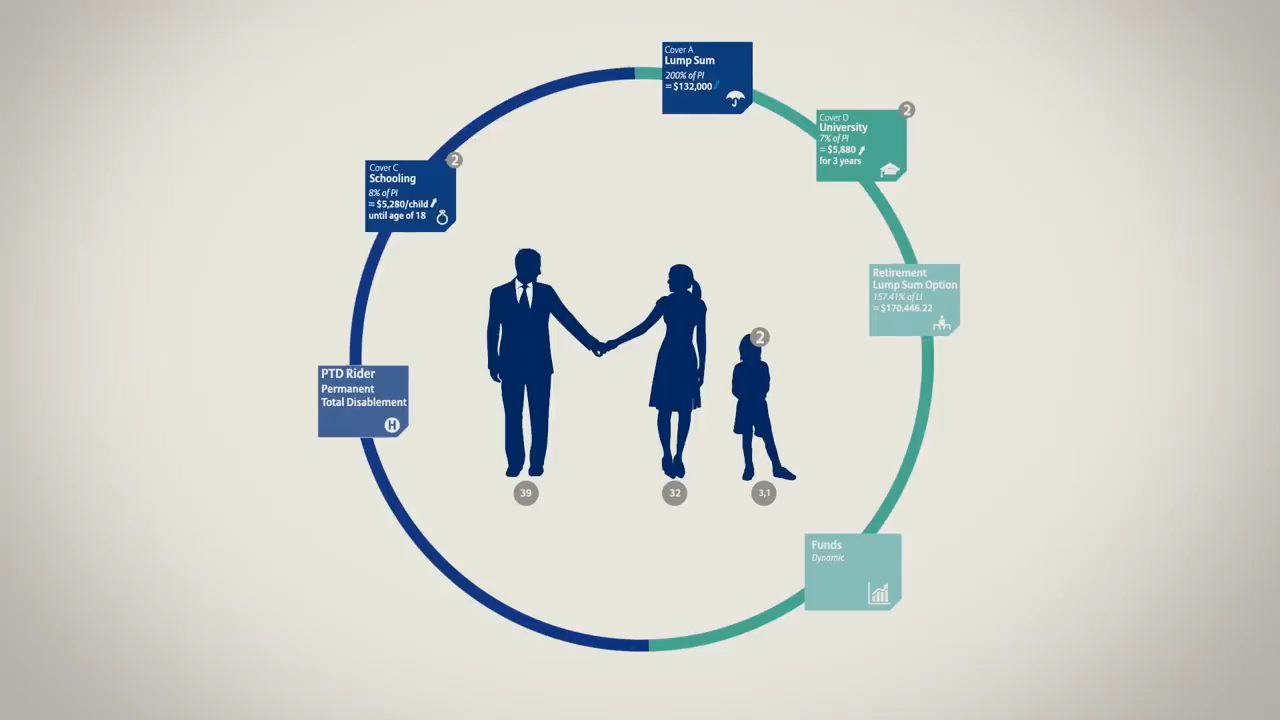 Cover A
Lump Sum
200% of PI
= $132,000
Cover D
University
7% of PI
= $5,880
for 3 years
2
Cover C
Schooling
8% of PI
= $5,280/child
until age of 18
2
Retirement
Lump Sum Option
157.41% of LI
= $170,446.22
PTD Rider
Permanent
Total Disablement
H
2
39
32
3,1
Funds
Dynamic